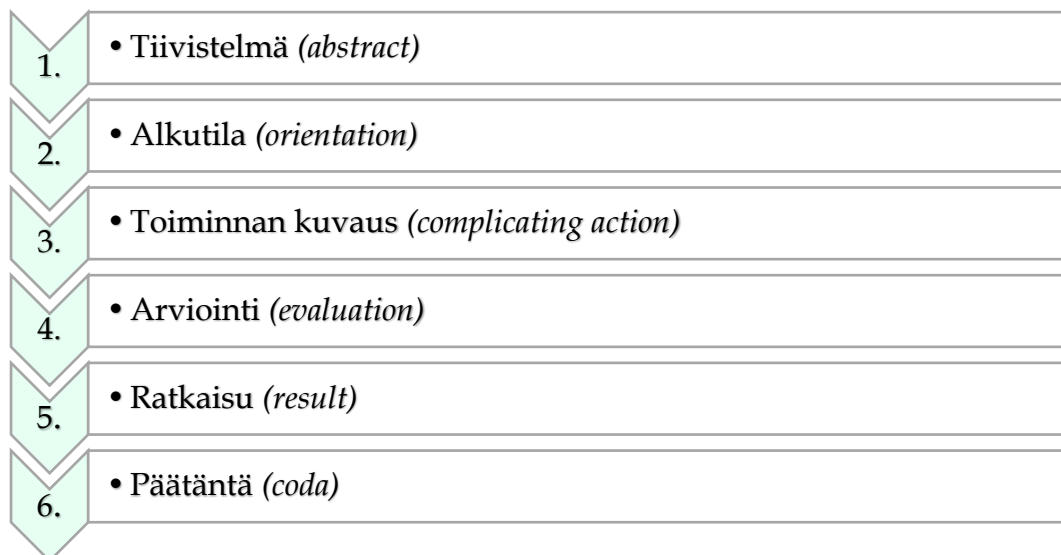 1. • Tiivistelmä (abstract)
2. • Alkutila (orientation)
3. • Toiminnan kuvaus (complicating action)
4. • Arviointi (evaluation)
5. • Ratkaisu (result)
6. • Päätäntä (coda)